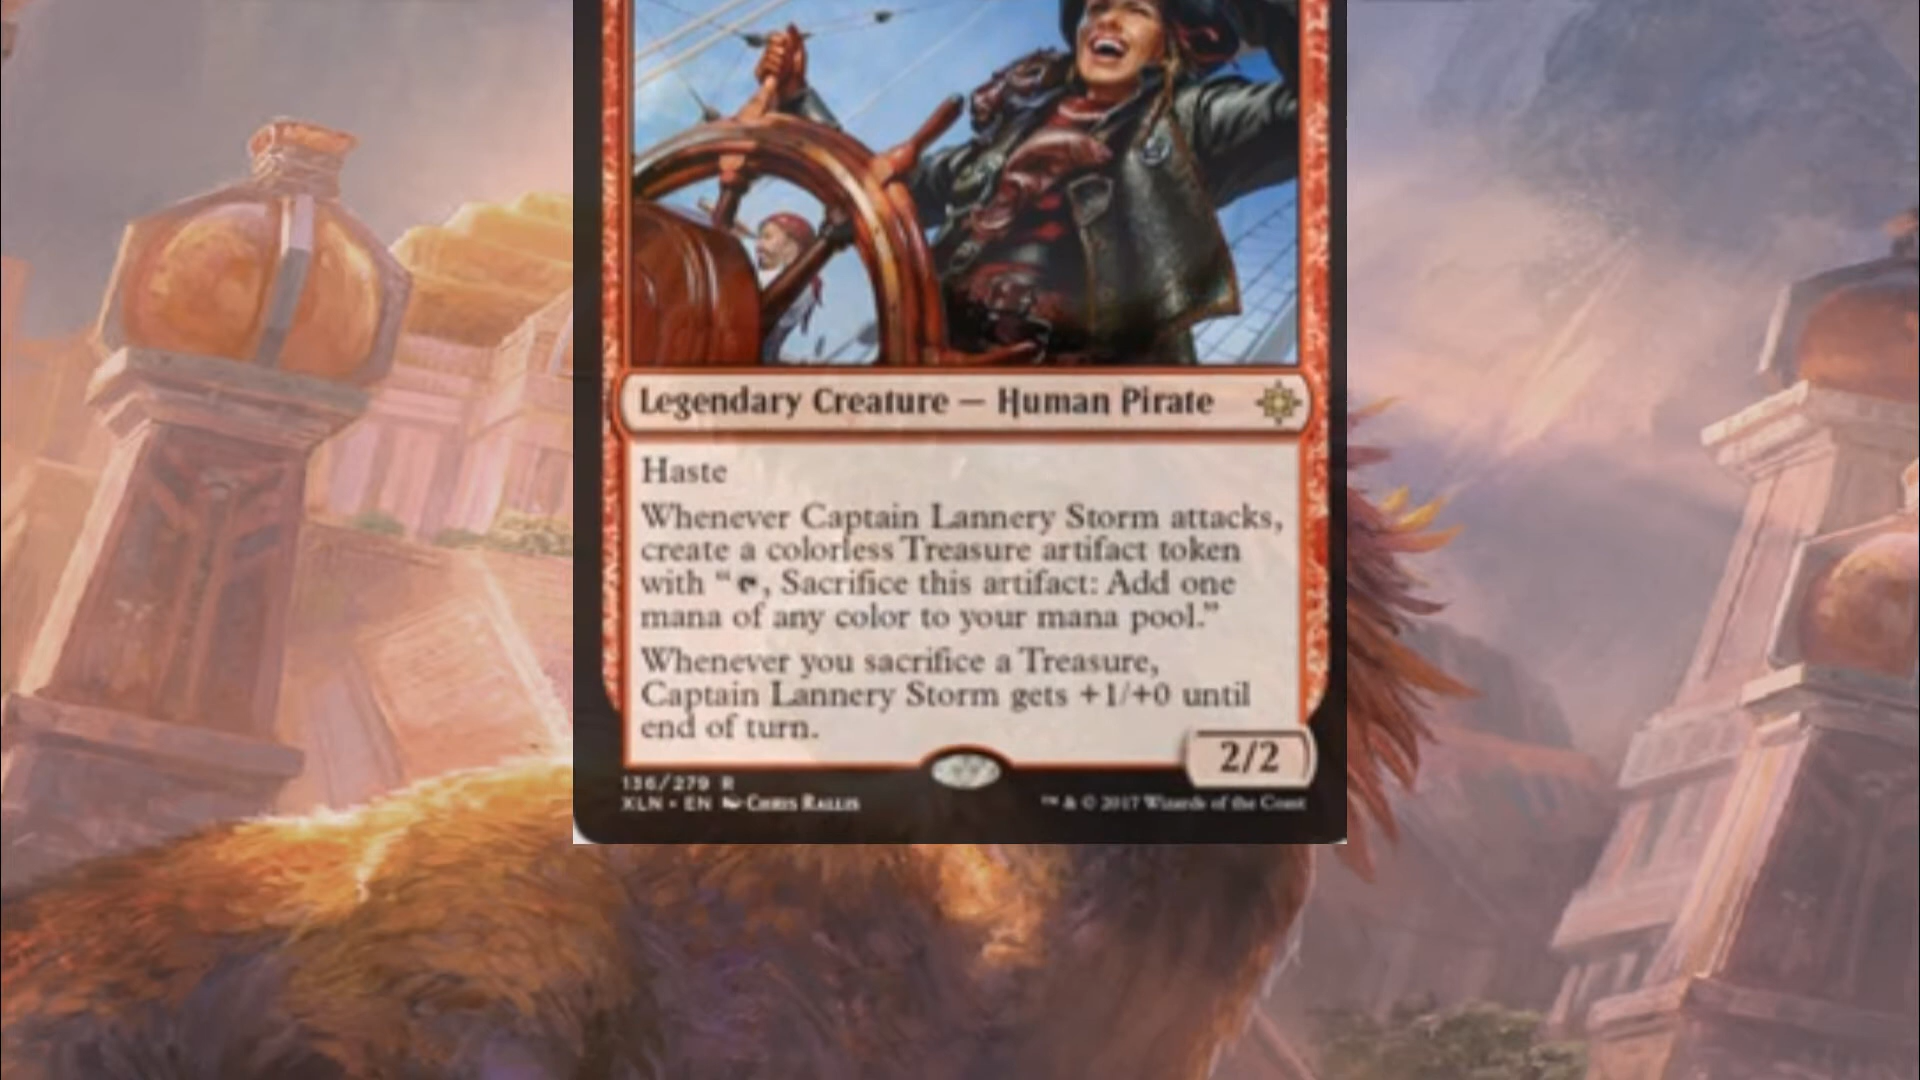 Legendary Creature — Human Pirate
Haste
Whenever Captain Lannery Storm attacks,
create a colorless Treasure artifact token
with “, Sacrifice this artifact: Add one
mana of any color to your mana pool.”
Whenever you sacrifice a Treasure,
Captain Lannery Storm gets +1/+0 until
end of turn.
2/2
136/279 R
XLN • EN Chris Rallis
™ & © 2017 Wizards of the Coast